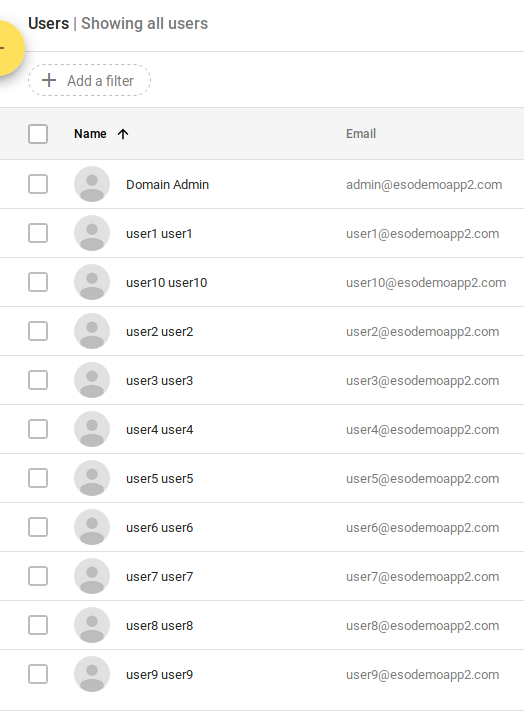 Users | Showing all users
Add a filter
Name Email
Domain Admin admin@esodemoapp2.com
user1 user1 user1@esodemoapp2.com
user10 user10 user10@esodemoapp2.com
user2 user2 user2@esodemoapp2.com
user3 user3 user3@esodemoapp2.com
user4 user4 user4@esodemoapp2.com
user5 user5 user5@esodemoapp2.com
user6 user6 user6@esodemoapp2.com
user7 user7 user7@esodemoapp2.com
user8 user8 user8@esodemoapp2.com
user9 user9 user9@esodemoapp2.com